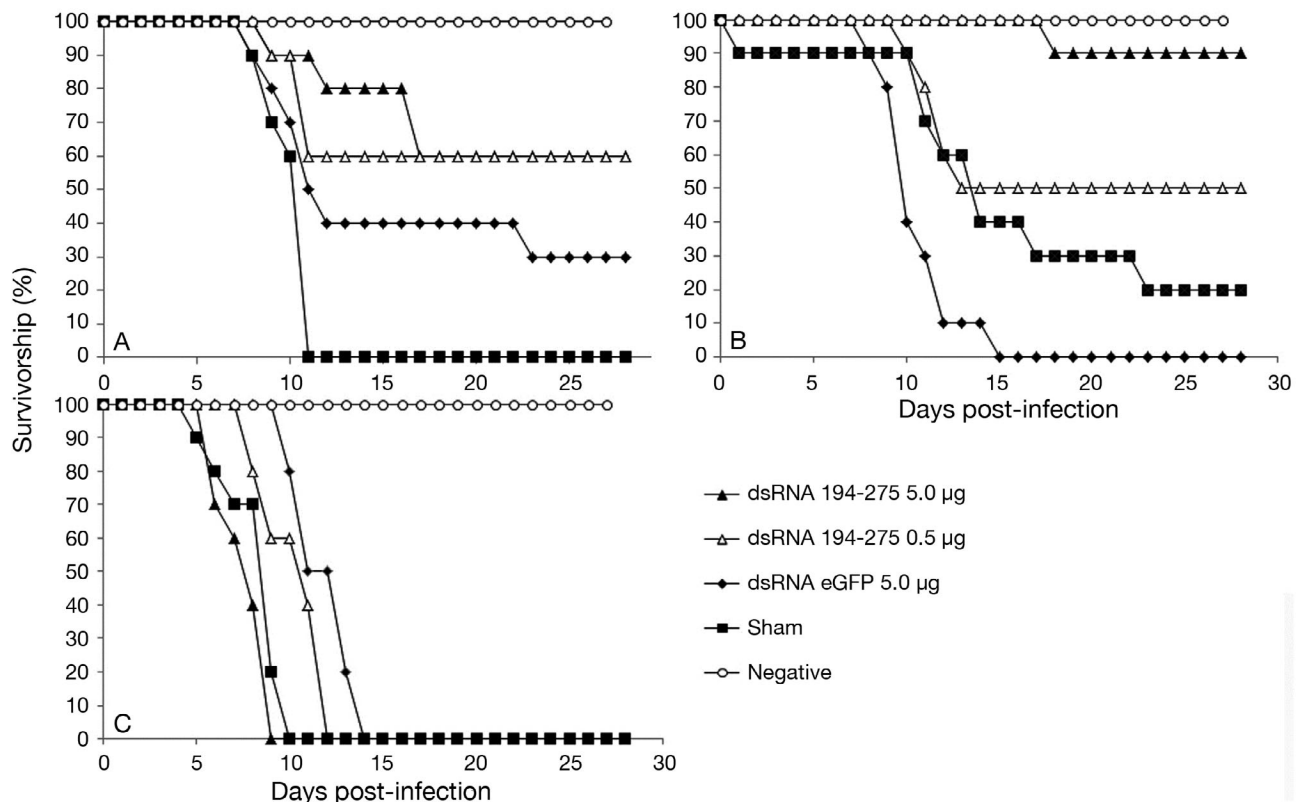 100
90
80
70
60
50
40
30
20
10
0
A
0 5 10 15 20 25
100
90
80
70
60
50
40
30
20
10
0
B
0 5 10 15 20 25 30
Days post-infection
Survivorship (%)
100
90
80
70
60
50
40
30
20
10
0
C
0 5 10 15 20 25 30
Days post-infection
dsRNA 194-275 5.0 µg
dsRNA 194-275 0.5 µg
dsRNA eGFP 5.0 µg
Sham
Negative